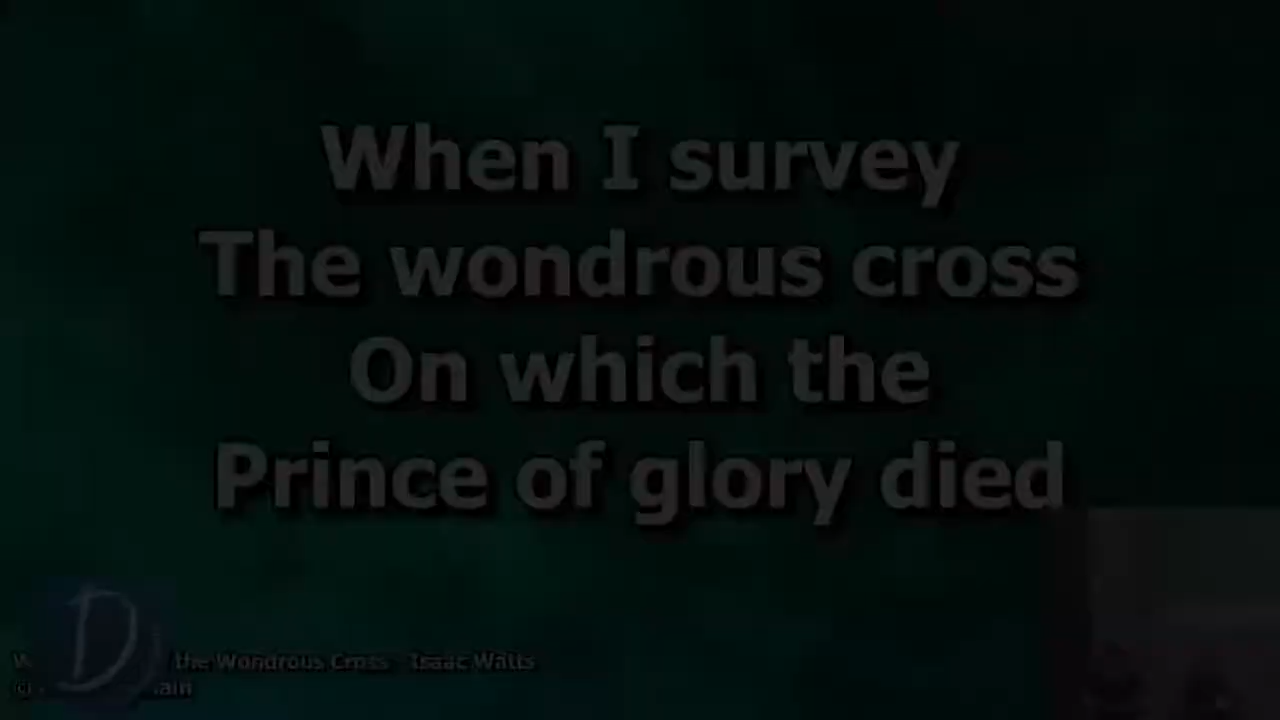 When I survey
The wondrous cross
On which the
Prince of glory died
D
the Wondrous Cross - Isaac Watts